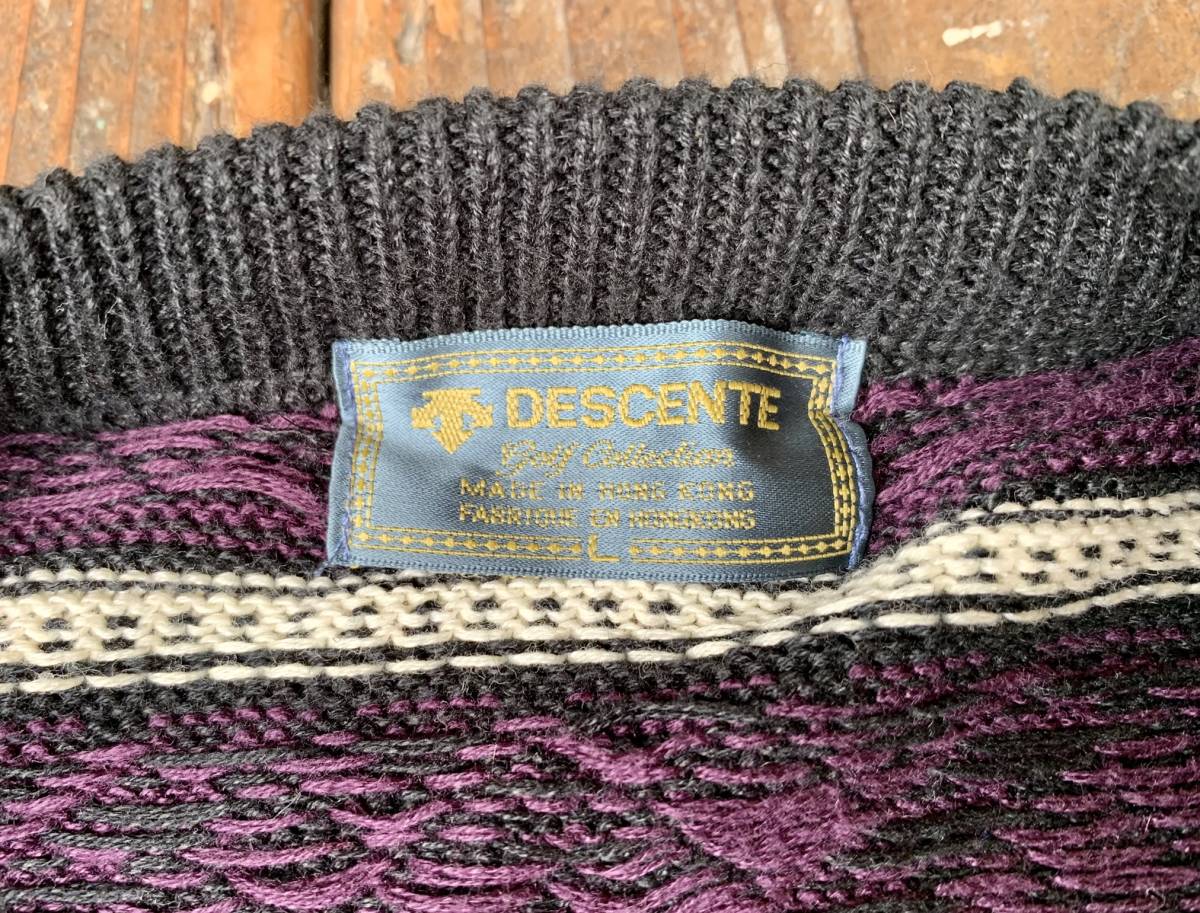 DESCENTE
Golf Collection
MADE IN HONG KONG
FABRIQUE EN HONGKONG
L